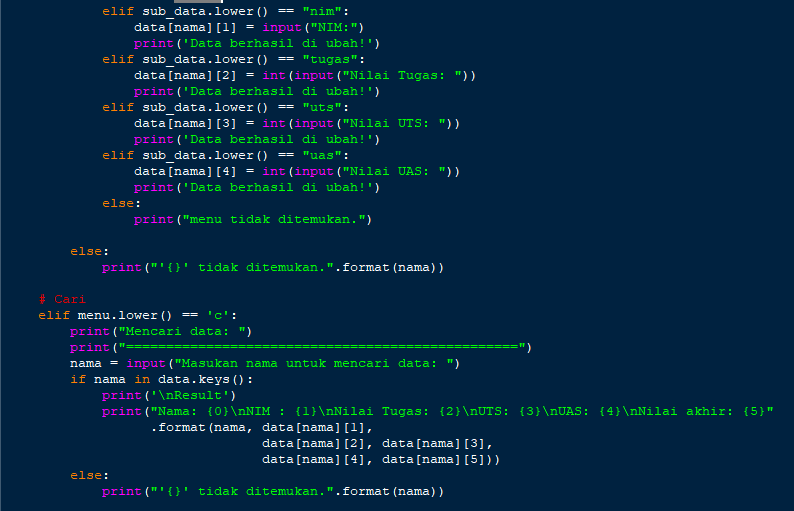 elif sub_data.lower() == "nim":
data[nama][1] = input("NIM:")
print('Data berhasil di ubah!')
elif sub_data.lower() == "tugas":
data[nama][2] = int(input("Nilai Tugas: "))
print('Data berhasil di ubah!')
elif sub_data.lower() == "uts":
data[nama][3] = int(input("Nilai UTS: "))
print('Data berhasil di ubah!')
elif sub_data.lower() == "uas":
data[nama][4] = int(input("Nilai UAS: "))
print('Data berhasil di ubah!')
else:
print("menu tidak ditemukan.")
else:
print("'{}' tidak ditemukan.".format(nama))
# Cari
elif menu.lower() == 'c':
print("Mencari data: ")
print("=================================================")
nama = input("Masukan nama untuk mencari data: ")
if nama in data.keys():
print('\nResult')
print("Nama: {0}\nNIM : {1}\nNilai Tugas: {2}\nUTS: {3}\nUAS: {4}\nNilai akhir: {5}"
.format(nama, data[nama][1],
data[nama][2], data[nama][3],
data[nama][4], data[nama][5]))
else:
print("'{}' tidak ditemukan.".format(nama))